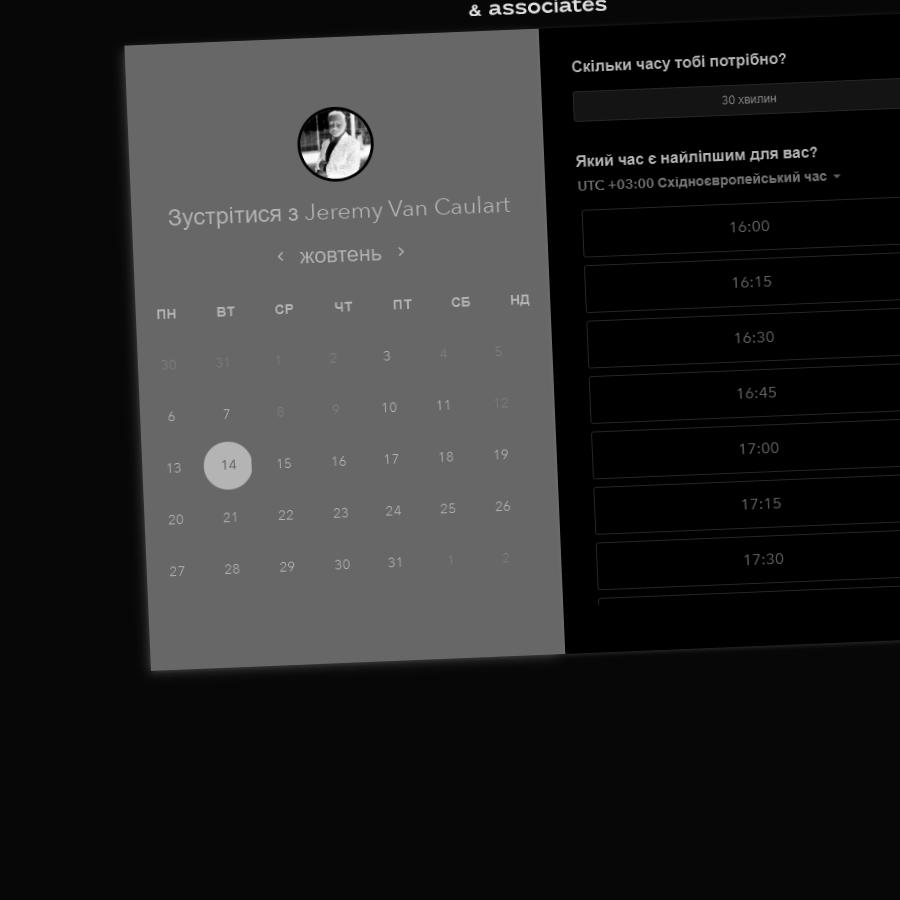 & associates
Зустрітися з Jeremy Van Caulart
жовтень
ПН ВТ СР ЧТ ПТ СБ НД
30 31 1 2 3 4 5
6 7 8 9 10 11 12
13 14 15 16 17 18 19
20 21 22 23 24 25 26
27 28 29 30 31 1 2
Скільки часу тобі потрібно?
30 хвилин
Який час є найліпшим для вас?
UTC +03:00 Східноєвропейський час
16:00
16:15
16:30
16:45
17:00
17:15
17:30